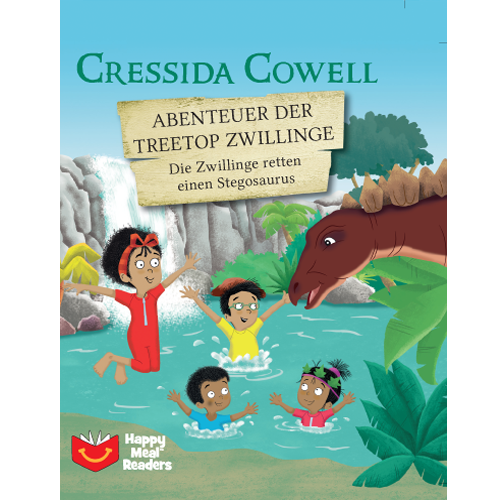 CRESSIDA COWELL
ABENTEUER DER
TREETOP ZWILLINGE
Die Zwillinge retten
einen Stegosaurus
Happy
Meal
Readers